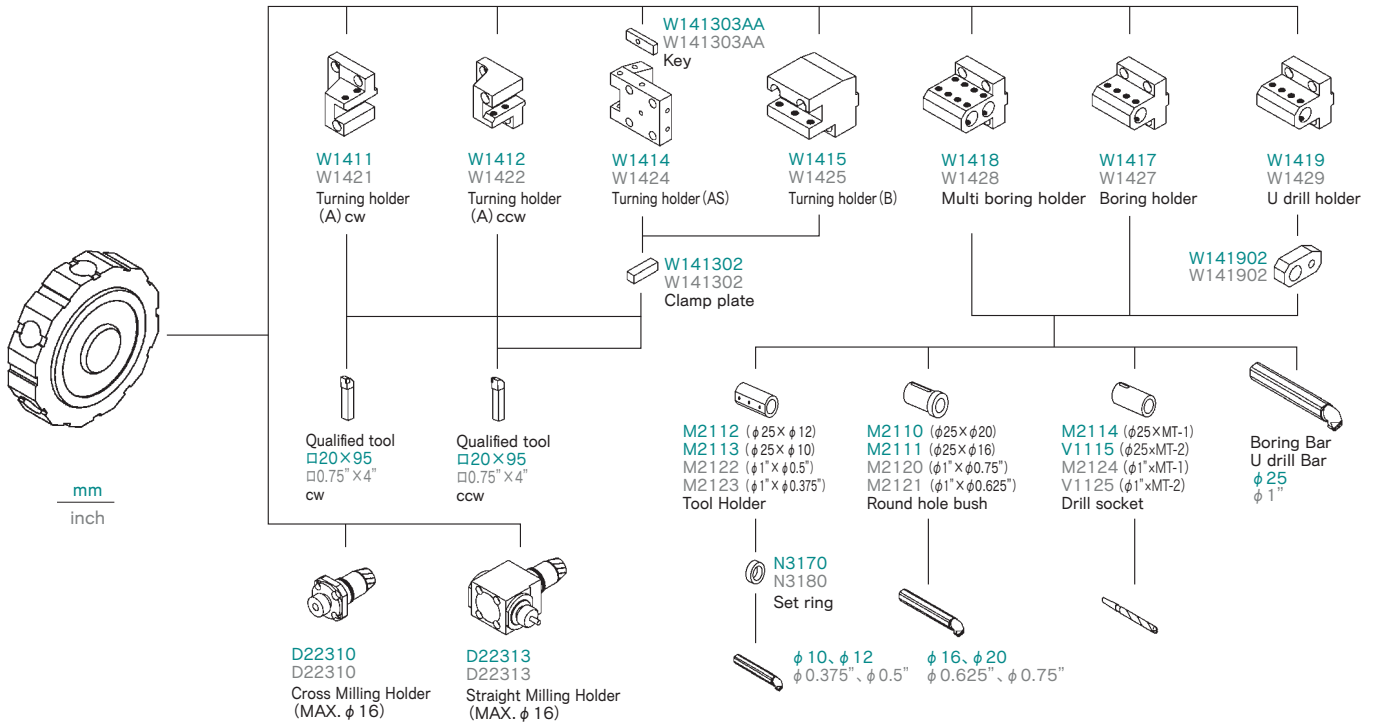 W141303AA
W141303AA
Key
W1411
W1421
Turning holder
(A) cw
W1412
W1422
Turning holder
(A) ccw
W1414
W1424
Turning holder (AS)
W1415
W1425
Turning holder (B)
W1418
W1428
Multi boring holder
W1417
W1427
Boring holder
W1419
W1429
U drill holder
W141302
W141302
Clamp plate
W141902
W141902
mm
inch
Qualified tool
□20×95
□0.75”×4”
cw
Qualified tool
□20×95
□0.75”×4”
ccw
M2112 (φ25×φ12)
M2113 (φ25×φ10)
M2122 (φ1”×φ0.5”)
M2123 (φ1”×φ0.375”)
Tool Holder
M2110 (φ25×φ20)
M2111 (φ25×φ16)
M2120 (φ1”×φ0.75”)
M2121 (φ1”×φ0.625”)
Round hole bush
M2114 (φ25×MT-1)
V1115 (φ25×MT-2)
M2124 (φ1”×MT-1)
V1125 (φ1”×MT-2)
Drill socket
Boring Bar
U drill Bar
φ25
φ1”
N3170
N3180
Set ring
D22310
D22310
Cross Milling Holder
(MAX. φ16)
D22313
D22313
Straight Milling Holder
(MAX. φ16)
φ10、φ12
φ0.375”、φ0.5”
φ16、φ20
φ0.625”、φ0.75”